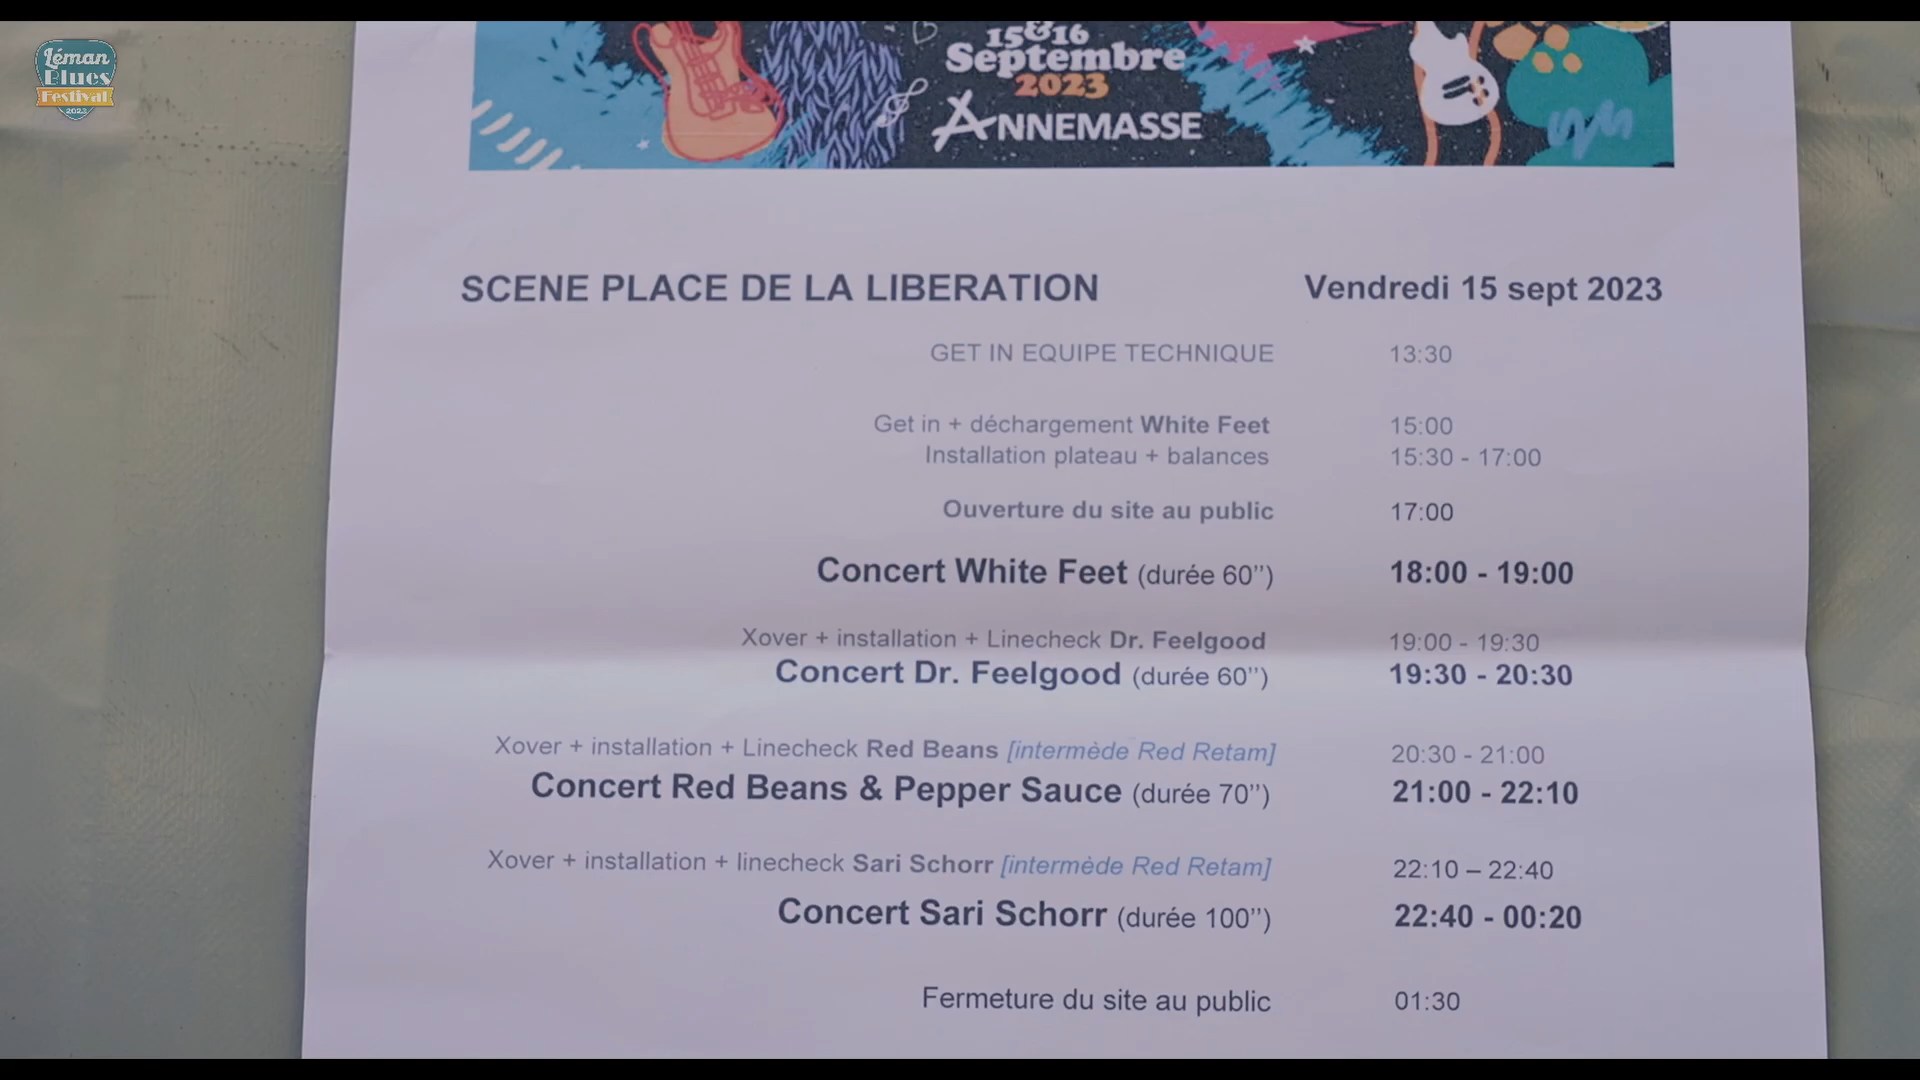 Léman
Blues
Festival
2023
15&16
Septembre
2023
ANNEMASSE
SCENE PLACE DE LA LIBERATION Vendredi 15 sept 2023
GET IN EQUIPE TECHNIQUE 13:30
Get in + déchargement White Feet 15:00
Installation plateau + balances 15:30 - 17:00
Ouverture du site au public 17:00
Concert White Feet (durée 60’’) 18:00 - 19:00
Xover + installation + Linecheck Dr. Feelgood 19:00 - 19:30
Concert Dr. Feelgood (durée 60’’) 19:30 - 20:30
Xover + installation + Linecheck Red Beans [intermède Red Retam] 20:30 - 21:00
Concert Red Beans & Pepper Sauce (durée 70’’) 21:00 - 22:10
Xover + installation + linecheck Sari Schorr [intermède Red Retam] 22:10 – 22:40
Concert Sari Schorr (durée 100’’) 22:40 - 00:20
Fermeture du site au public 01:30